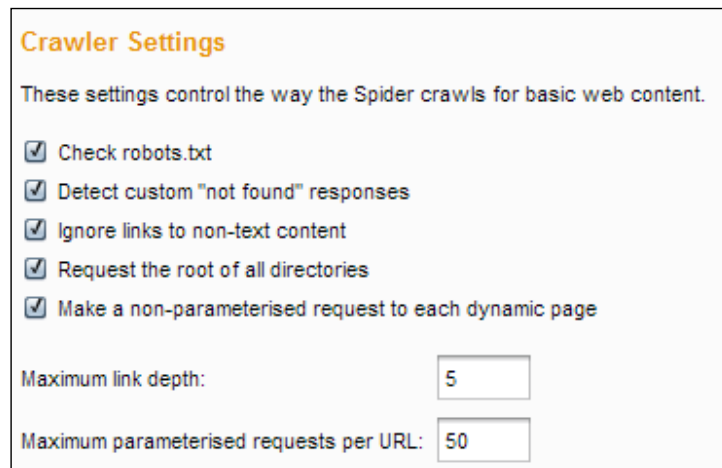 Crawler Settings
These settings control the way the Spider crawls for basic web content.
Check robots.txt
Detect custom "not found" responses
Ignore links to non-text content
Request the root of all directories
Make a non-parameterised request to each dynamic page
Maximum link depth: 5
Maximum parameterised requests per URL: 50